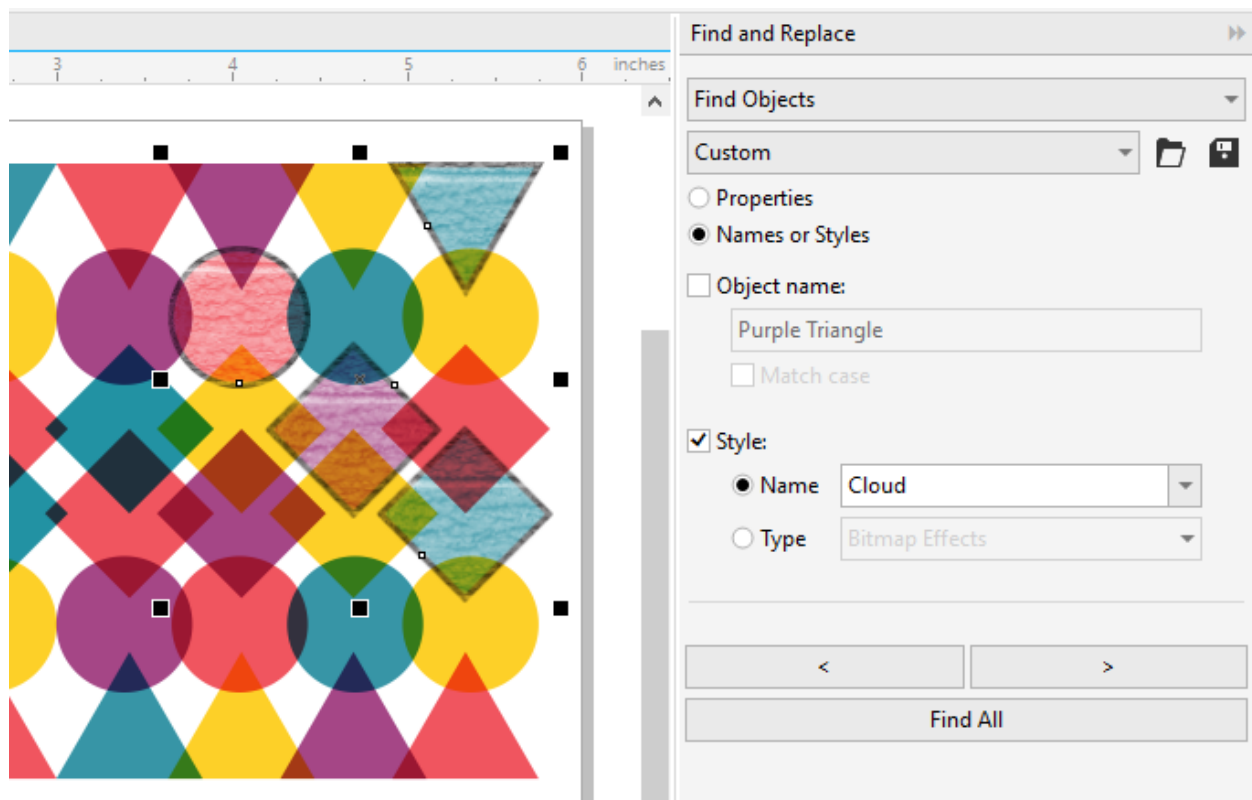 Find and Replace
3 4 5 6 inches
Find Objects
Custom
Properties
Names or Styles
Object name:
Purple Triangle
Match case
Style:
Name Cloud
Type Bitmap Effects
< >
Find All